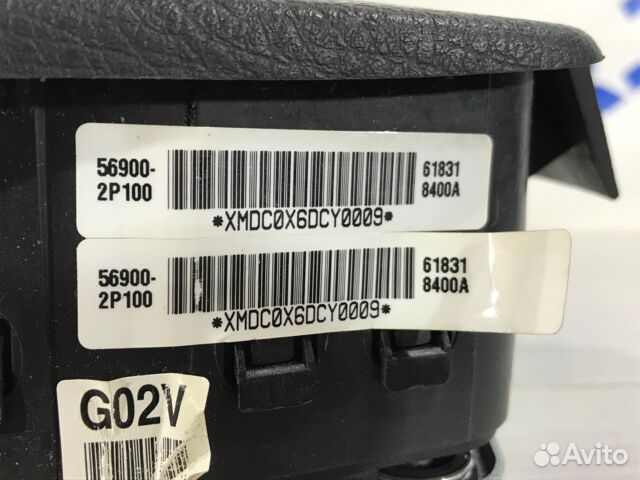 56900-
2P100
61831
8400A
*XMDC0X6DCY0009*
56900-
2P100
61831
8400A
*XMDC0X6DCY0009*
G02V
Avito